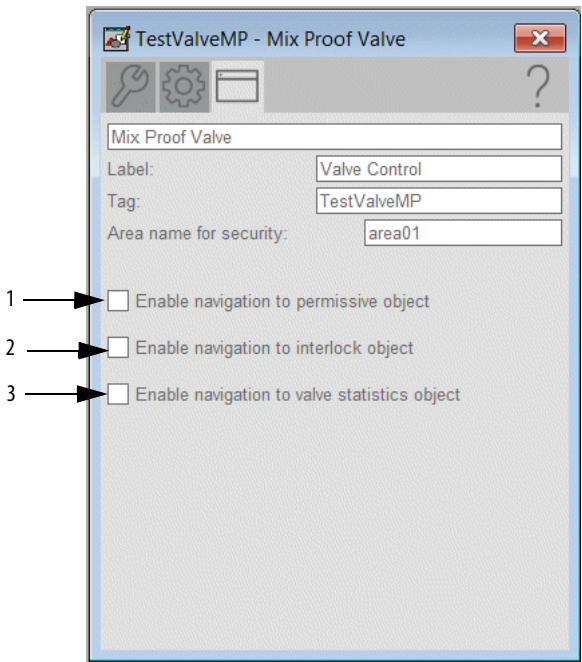 TestValveMP - Mix Proof Valve
?
Mix Proof Valve
Label: Valve Control
Tag: TestValveMP
Area name for security: area01
1 Enable navigation to permissive object
2 Enable navigation to interlock object
3 Enable navigation to valve statistics object